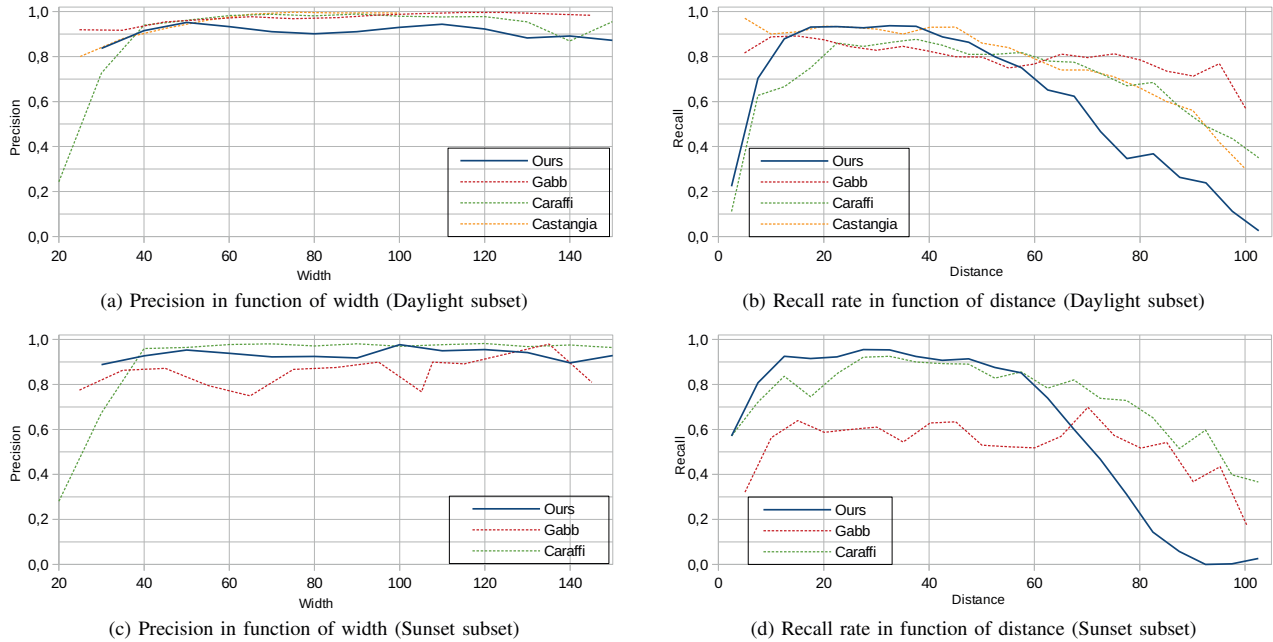 1,0
0,8
0,6
0,4
0,2
0,0
Precision
20 40 60 80 100 120 140
Width
Ours
Gabb
Caraffi
Castangia
(a) Precision in function of width (Daylight subset)
1,0
0,8
0,6
0,4
0,2
0,0
Recall
0 20 40 60 80 100
Distance
Ours
Gabb
Caraffi
Castangia
(b) Recall rate in function of distance (Daylight subset)
1,0
0,8
0,6
0,4
0,2
0,0
Precision
20 40 60 80 100 120 140
Width
Ours
Gabb
Caraffi
(c) Precision in function of width (Sunset subset)
1,0
0,8
0,6
0,4
0,2
0,0
Recall
0 20 40 60 80 100
Distance
Ours
Gabb
Caraffi
(d) Recall rate in function of distance (Sunset subset)